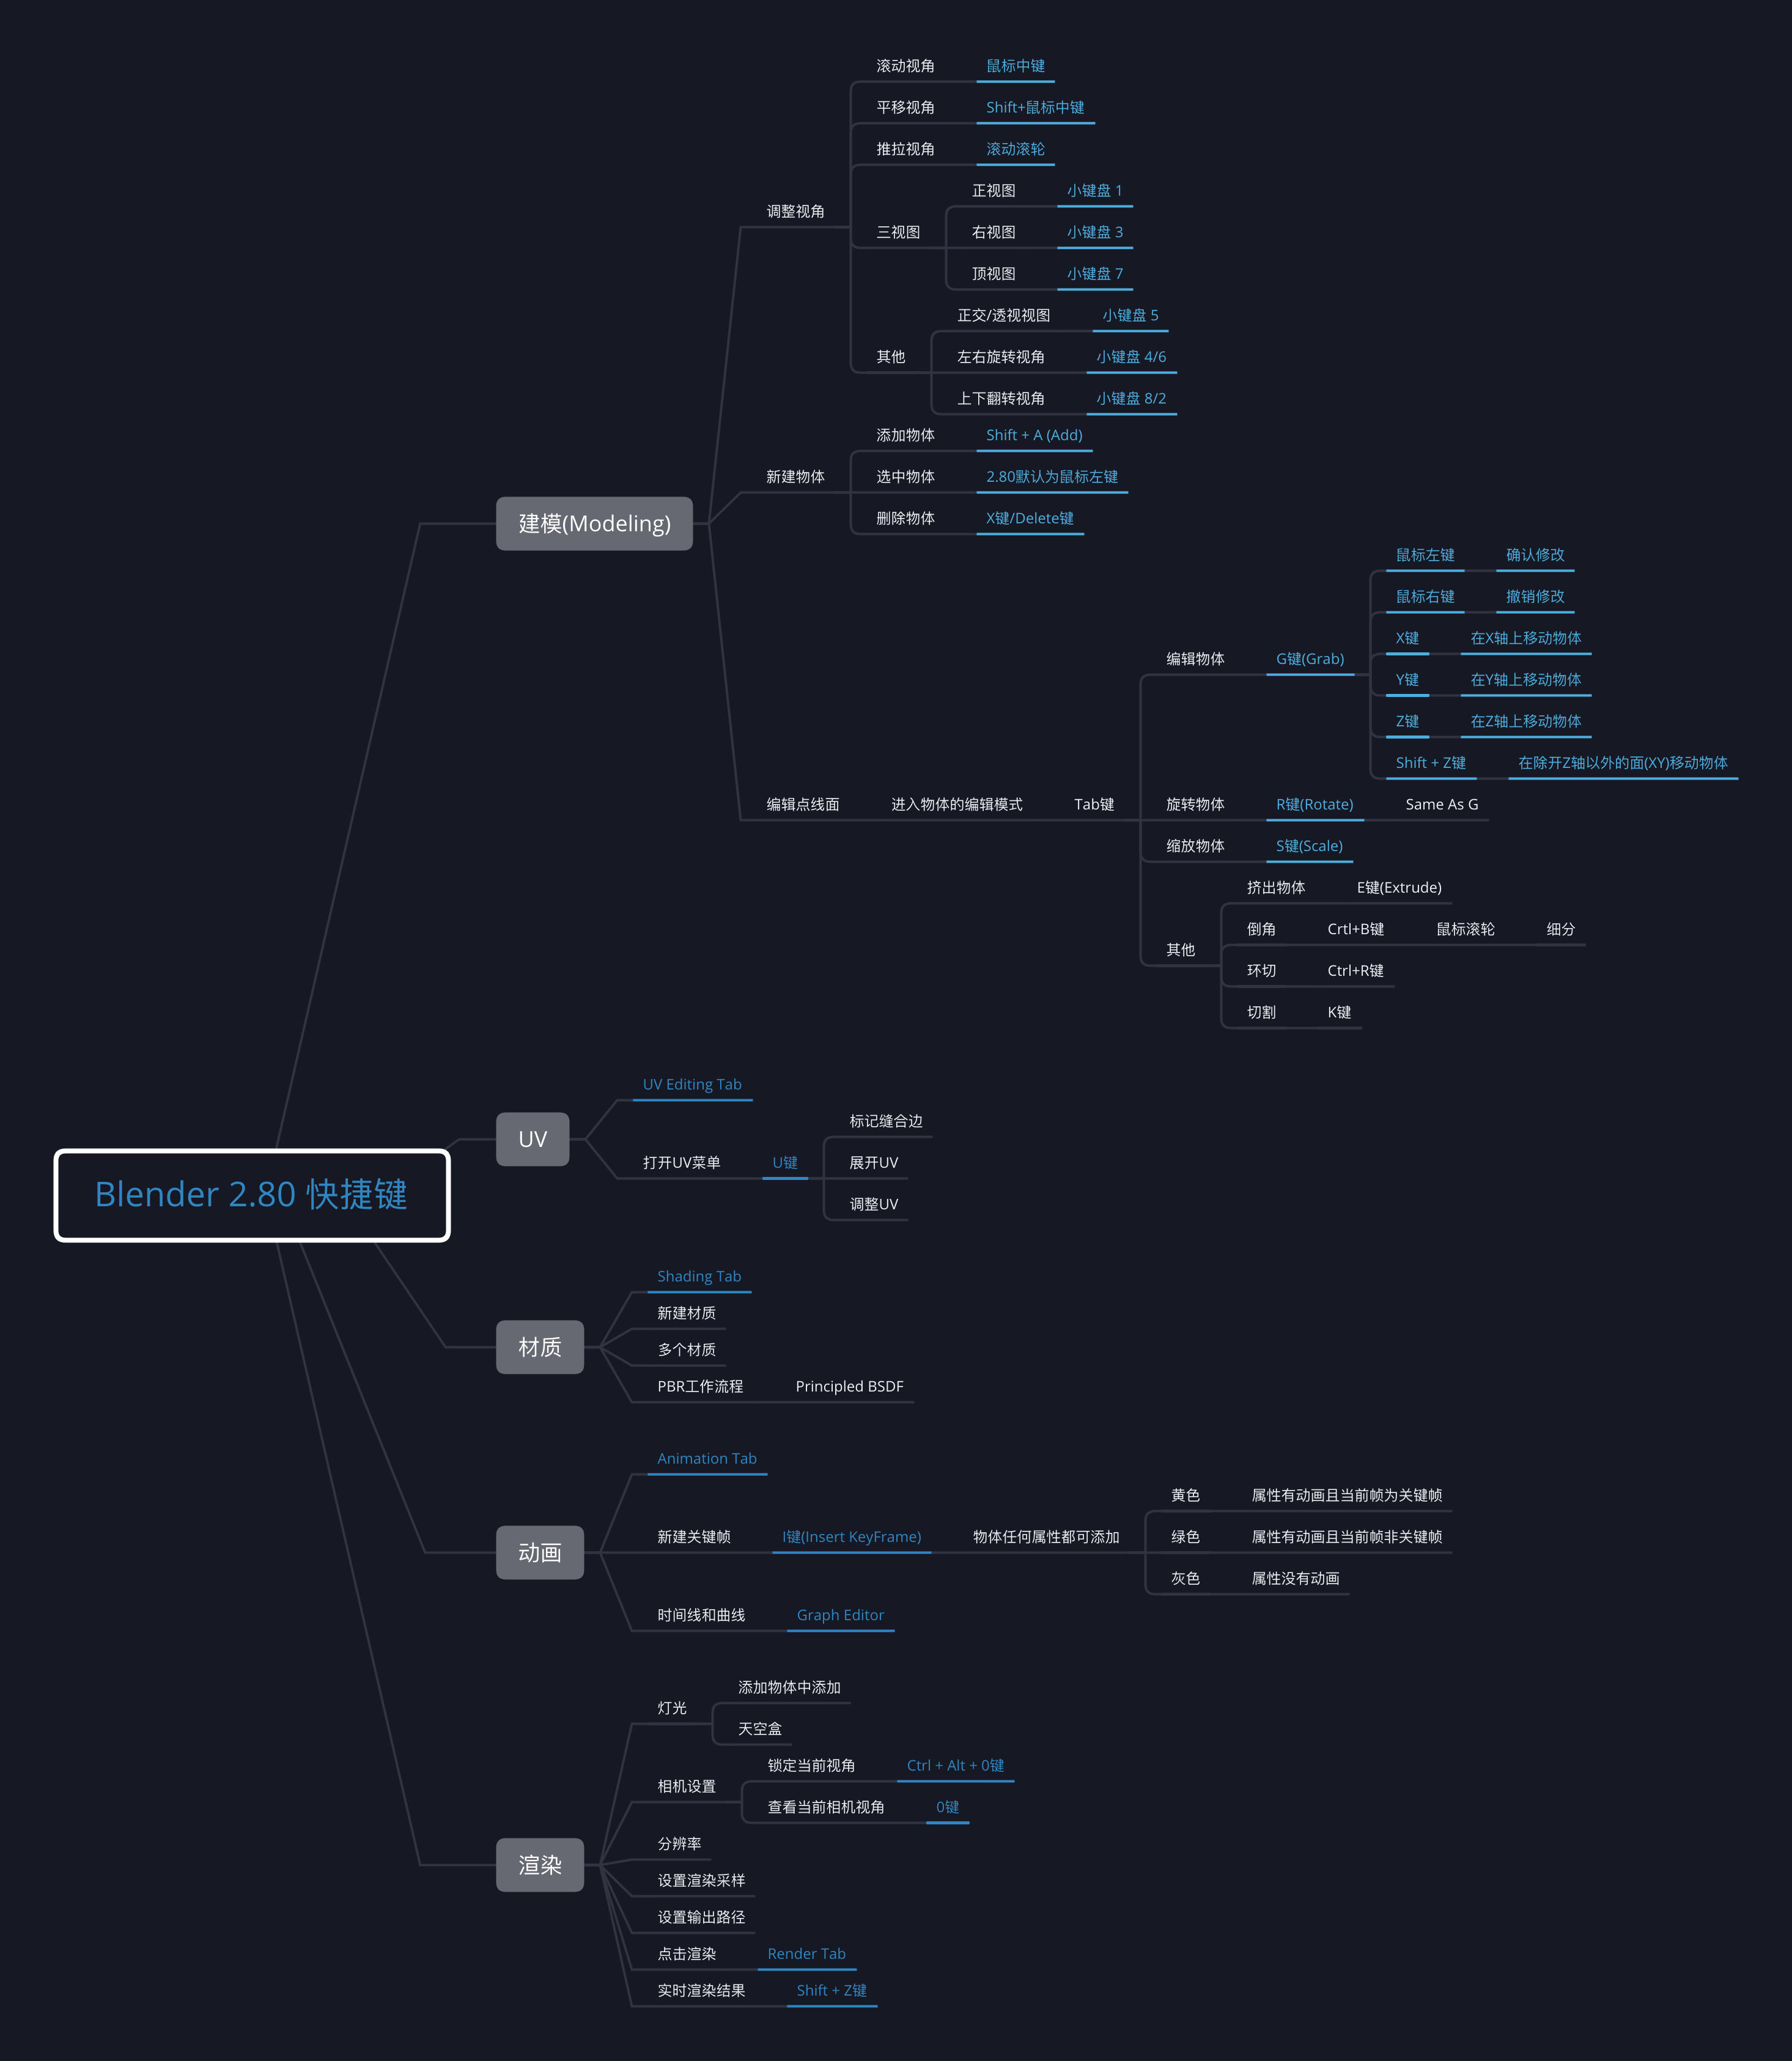 Blender 2.80 快捷键
建模(Modeling)
调整视角
滚动视角 鼠标中键
平移视角 Shift+鼠标中键
推拉视角 滚动滚轮
三视图
正视图 小键盘 1
右视图 小键盘 3
顶视图 小键盘 7
其他
正交/透视视图 小键盘 5
左右旋转视角 小键盘 4/6
上下翻转视角 小键盘 8/2
新建物体
添加物体 Shift + A (Add)
选中物体 2.80默认为鼠标左键
删除物体 X键/Delete键
编辑点线面 进入物体的编辑模式 Tab键
编辑物体 G键(Grab)
鼠标左键 确认修改
鼠标右键 撤销修改
X键 在X轴上移动物体
Y键 在Y轴上移动物体
Z键 在Z轴上移动物体
Shift + Z键 在除开Z轴以外的面(XY)移动物体
旋转物体 R键(Rotate) Same As G
缩放物体 S键(Scale)
其他
挤出物体 E键(Extrude)
倒角 Crtl+B键 鼠标滚轮 细分
环切 Ctrl+R键
切割 K键
UV
UV Editing Tab
打开UV菜单 U键
标记缝合边
展开UV
调整UV
材质
Shading Tab
新建材质
多个材质
PBR工作流程 Principled BSDF
动画
Animation Tab
新建关键帧 I键(Insert KeyFrame) 物体任何属性都可添加
黄色 属性有动画且当前帧为关键帧
绿色 属性有动画且当前帧非关键帧
灰色 属性没有动画
时间线和曲线 Graph Editor
渲染
灯光
添加物体中添加
天空盒
相机设置
锁定当前视角 Ctrl + Alt + 0键
查看当前相机视角 0键
分辨率
设置渲染采样
设置输出路径
点击渲染 Render Tab
实时渲染结果 Shift + Z键